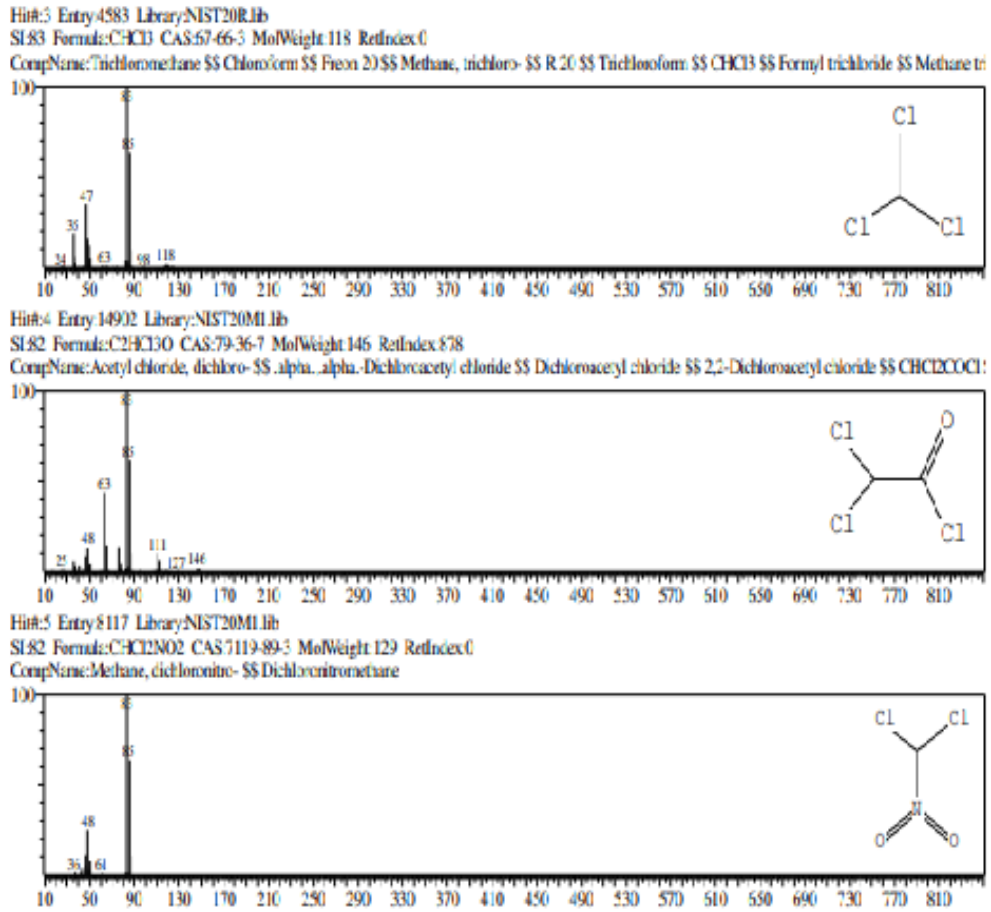 Hit#:3 Entry:4583 Library:NIST20R.lib
SI:83 Formula:CHCl3 CAS:67-66-3 MolWeight:118 RetIndex:0
CompName:Trichloromethane $$ Chloroform $$ Freon 20 $$ Methane, trichloro- $$ R 20 $$ Trichloroform $$ CHCl3 $$ Formyl trichloride $$ Methane tri
100
83
85
47
35
24 63 98 118
Cl
Cl Cl
10 50 90 130 170 210 250 290 330 370 410 450 490 530 570 610 650 690 730 770 810
Hit#:4 Entry:14902 Library:NIST20M1.lib
SI:82 Formula:C2HCl3O CAS:79-36-7 MolWeight:146 RetIndex:878
CompName:Acetyl chloride, dichloro- $$ .alpha.,.alpha.-Dichloroacetyl chloride $$ Dichloroacetyl chloride $$ 2,2-Dichloroacetyl chloride $$ CHCl2COCl
100
83
85
63
48 111
25 127 146
Cl O
Cl Cl
10 50 90 130 170 210 250 290 330 370 410 450 490 530 570 610 650 690 730 770 810
Hit#:5 Entry:8117 Library:NIST20M1.lib
SI:82 Formula:CHCl2NO2 CAS:7119-89-3 MolWeight:129 RetIndex:0
CompName:Methane, dichloronitro- $$ Dichloronitromethane
100
83
85
48
36 61
Cl Cl
N
O O
10 50 90 130 170 210 250 290 330 370 410 450 490 530 570 610 650 690 730 770 810